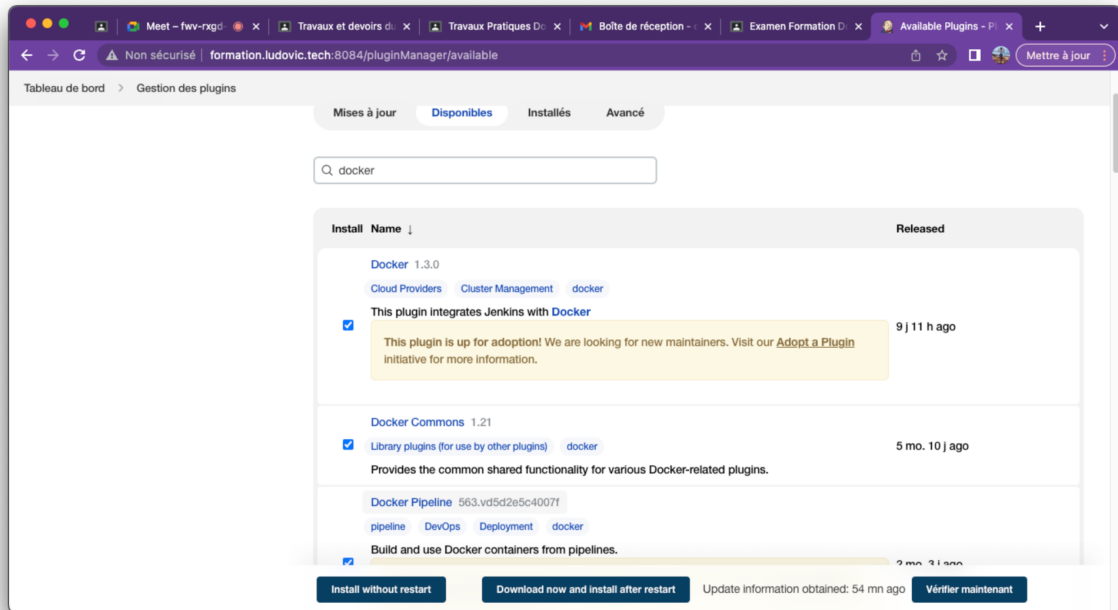 Meet – fwv-rxgd-
Travaux et devoirs du
Travaux Pratiques Do
Boîte de réception -
Examen Formation D
Available Plugins - Pl
Non sécurisé | formation.ludovic.tech:8084/pluginManager/available
Mettre à jour
Tableau de bord > Gestion des plugins
Mises à jour Disponibles Installés Avancé
docker
Install Name ↓ Released
Docker 1.3.0
Cloud Providers Cluster Management docker
This plugin integrates Jenkins with Docker
9 j 11 h ago
This plugin is up for adoption! We are looking for new maintainers. Visit our Adopt a Plugin
initiative for more information.
Docker Commons 1.21
Library plugins (for use by other plugins) docker
5 mo. 10 j ago
Provides the common shared functionality for various Docker-related plugins.
Docker Pipeline 563.vd5d2e5c4007f
pipeline DevOps Deployment docker
Build and use Docker containers from pipelines.
2 mo. 3 j ago
Install without restart Download now and install after restart Update information obtained: 54 mn ago Vérifier maintenant